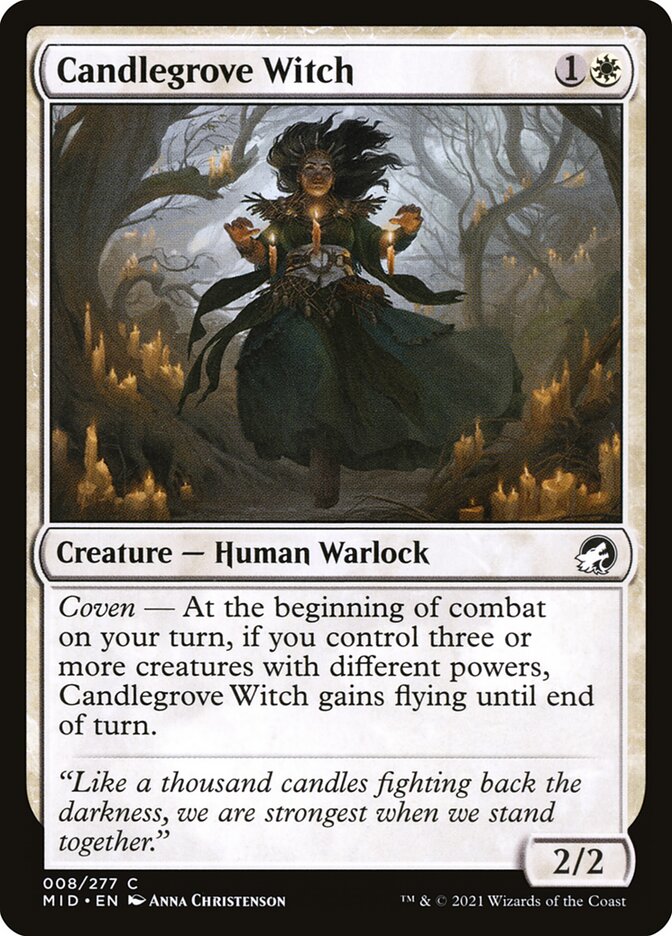 Candlegrove Witch 1
Creature — Human Warlock
Coven — At the beginning of combat
on your turn, if you control three or
more creatures with different powers,
Candlegrove Witch gains flying until end
of turn.
“Like a thousand candles fighting back the
darkness, we are strongest when we stand
together.”
2/2
008/277 C
MID • EN Anna Christenson ™ & © 2021 Wizards of the Coast